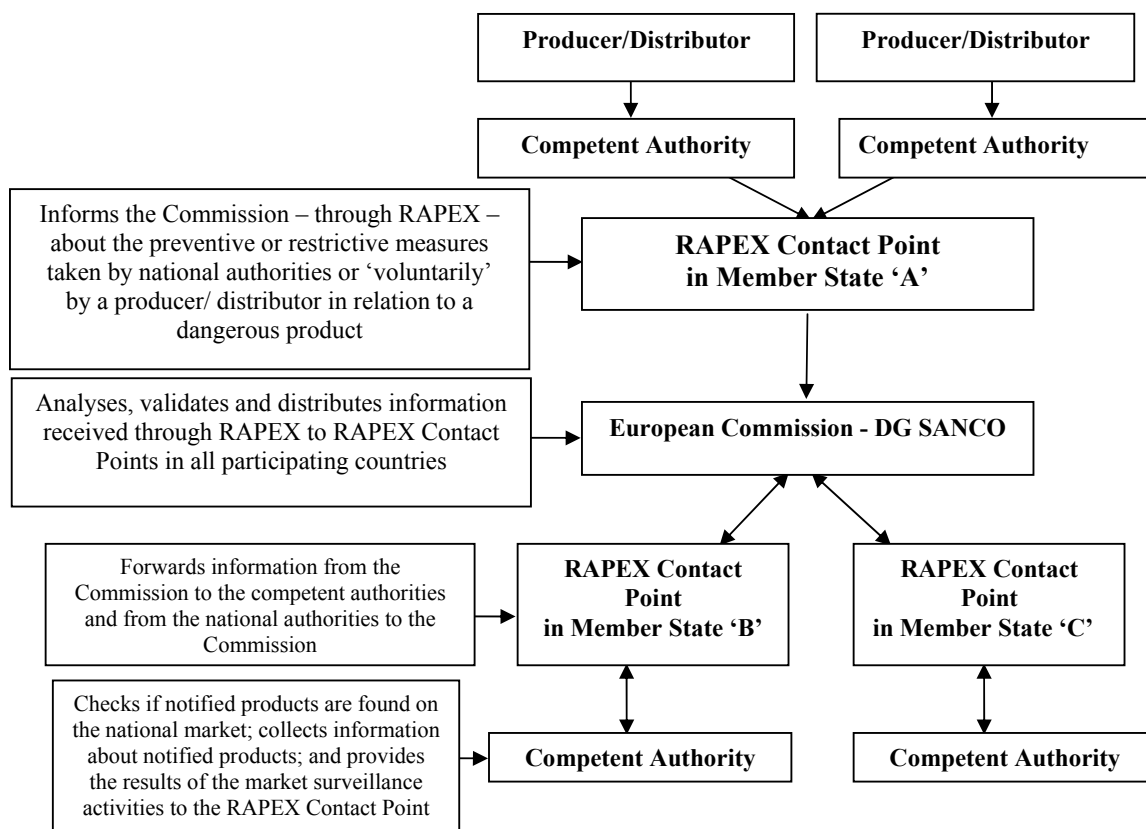 Producer/Distributor
Producer/Distributor
Competent Authority
Competent Authority
Informs the Commission – through RAPEX –
about the preventive or restrictive measures
taken by national authorities or ‘voluntarily’
by a producer/ distributor in relation to a
dangerous product
RAPEX Contact Point
in Member State ‘A’
Analyses, validates and distributes information
received through RAPEX to RAPEX Contact
Points in all participating countries
European Commission - DG SANCO
Forwards information from the
Commission to the competent authorities
and from the national authorities to the
Commission
RAPEX Contact
Point
in Member State ‘B’
RAPEX Contact
Point
in Member State ‘C’
Checks if notified products are found on
the national market; collects information
about notified products; and provides
the results of the market surveillance
activities to the RAPEX Contact Point
Competent Authority
Competent Authority